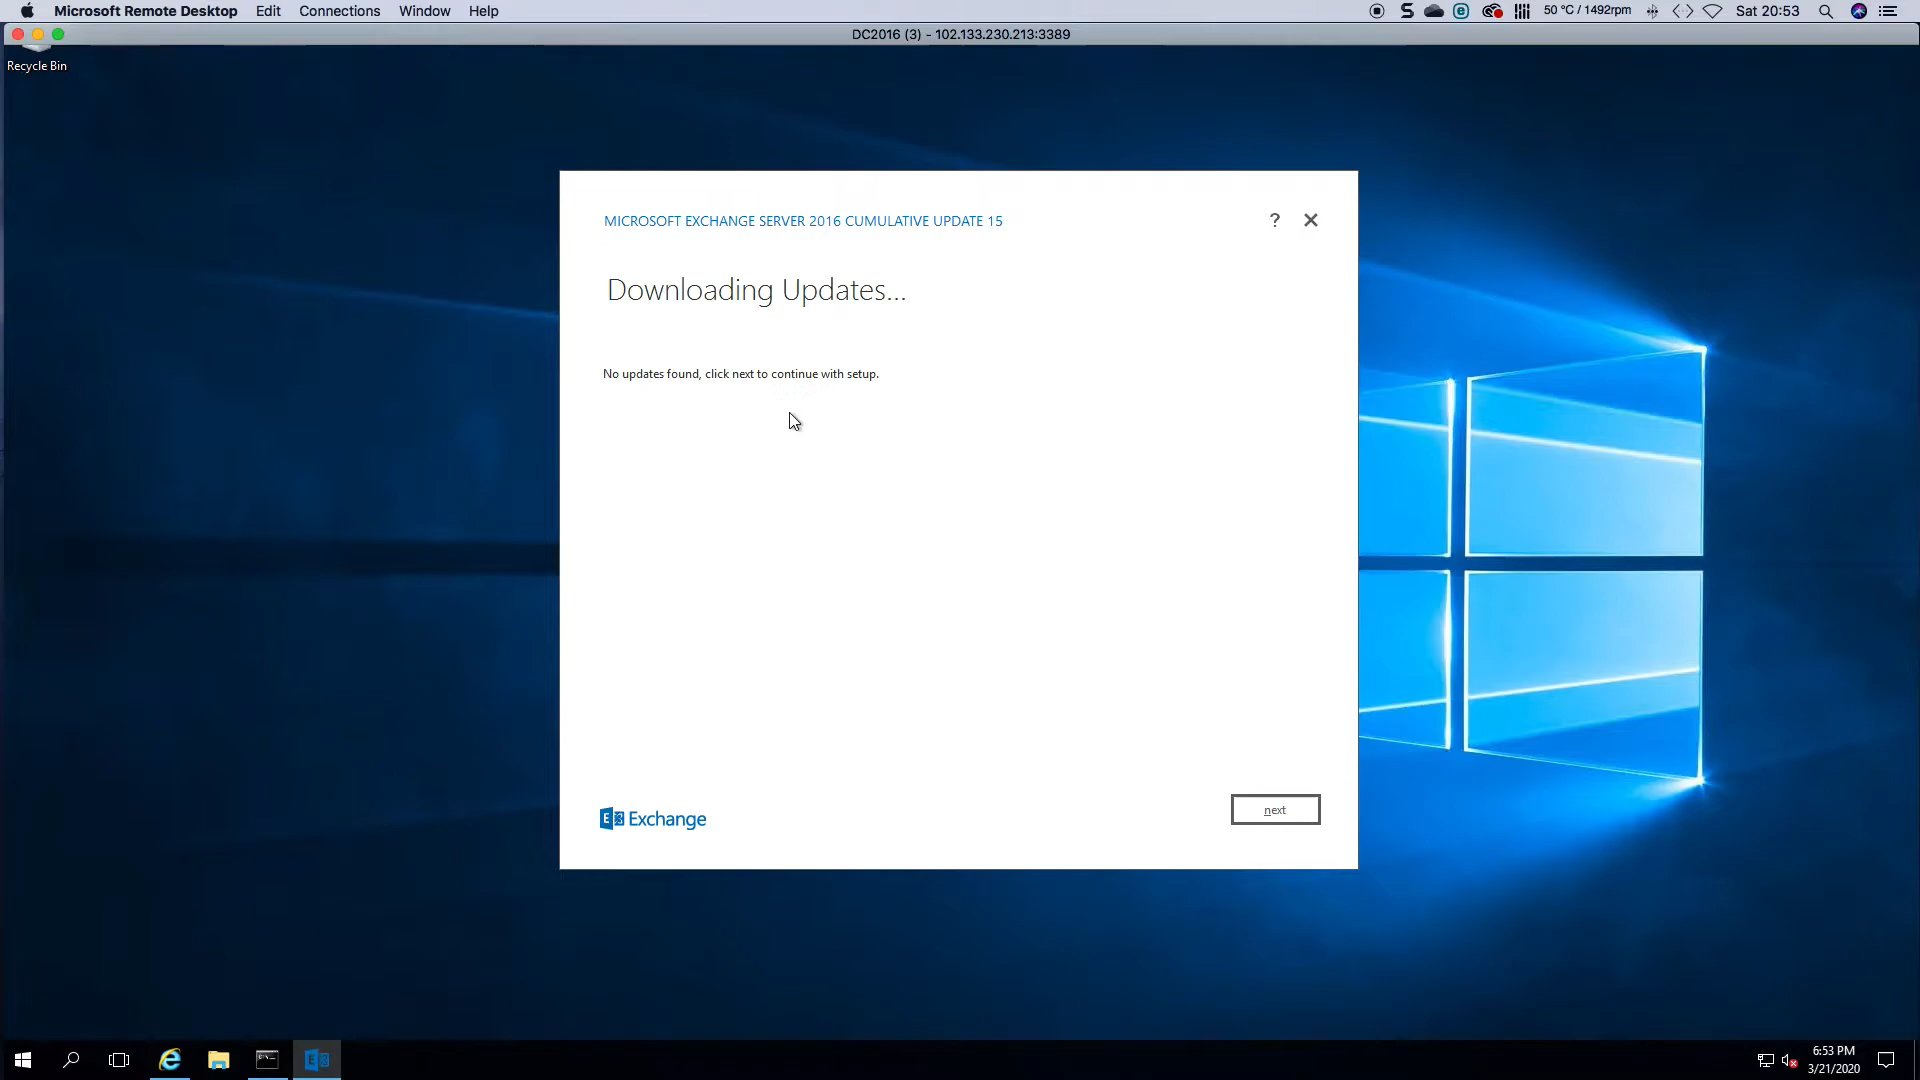 Microsoft Remote Desktop Edit Connections Window Help 50 °C / 1492rpm Sat 20:53
DC2016 (3) - 102.133.230.213:3389
Recycle Bin
MICROSOFT EXCHANGE SERVER 2016 CUMULATIVE UPDATE 15 ?
Downloading Updates...
No updates found, click next to continue with setup.
next
Exchange
6:53 PM
3/21/2020